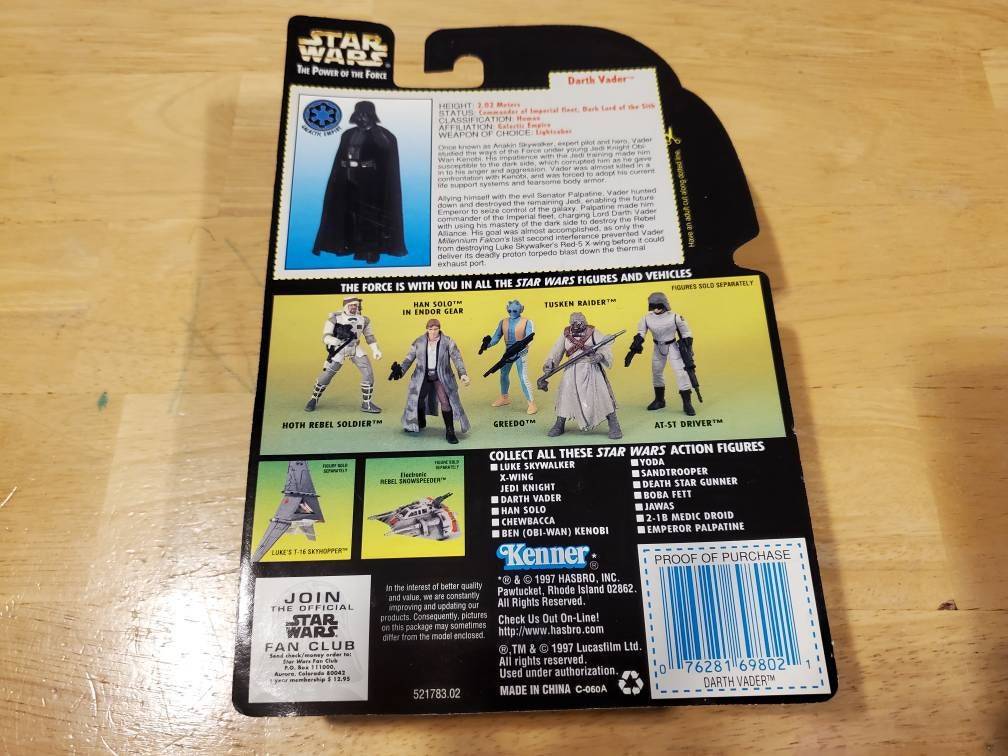 STAR
WARS®
THE POWER OF THE FORCE
Darth Vader™
GALACTIC EMPIRE
HEIGHT: 2.02 Meters
STATUS: Commander of Imperial fleet, Dark Lord of the Sith
CLASSIFICATION: Human
AFFILIATION: Galactic Empire
WEAPON OF CHOICE: Lightsaber
Once known as Anakin Skywalker, expert pilot and hero, Vader
studied the ways of the Force under young Jedi Knight Obi-
Wan Kenobi. His impatience with the Jedi training made him
susceptible to the dark side, which corrupted him as he gave
in to his anger and aggression. Vader was almost killed in a
confrontation with Kenobi, and was forced to adopt his current
life support systems and fearsome body armor.
Allying himself with the evil Senator Palpatine, Vader hunted
down and destroyed the remaining Jedi, enabling the future
Emperor to seize control of the galaxy. Palpatine made him
commander of the Imperial fleet, charging Lord Darth Vader
with using his mastery of the dark side to destroy the Rebel
Alliance. His goal was almost accomplished, as only the
Millennium Falcon's last second interference prevented Vader
from destroying Luke Skywalker's Red-5 X-wing before it could
deliver its deadly proton torpedo blast down the thermal
exhaust port.
Have an adult cut along dotted line.
THE FORCE IS WITH YOU IN ALL THE STAR WARS FIGURES AND VEHICLES
FIGURES SOLD SEPARATELY
HAN SOLO™
IN ENDOR GEAR
TUSKEN RAIDER™
HOTH REBEL SOLDIER™
GREEDO™
AT-ST DRIVER™
FIGURE SOLD
SEPARATELY
LUKE'S T-16 SKYHOPPER™
FIGURE SOLD
SEPARATELY
Electronic
REBEL SNOWSPEEDER™
COLLECT ALL THESE STAR WARS ACTION FIGURES
LUKE SKYWALKER
X-WING
JEDI KNIGHT
DARTH VADER
HAN SOLO
CHEWBACCA
BEN (OBI-WAN) KENOBI
YODA
SANDTROOPER
DEATH STAR GUNNER
BOBA FETT
JAWAS
2-1B MEDIC DROID
EMPEROR PALPATINE
JOIN
THE OFFICIAL
STAR
WARS
FAN CLUB
Send check/money order to:
Star Wars Fan Club
P.O. Box 111000,
Aurora, Colorado 80042
1 year membership $ 12.95
In the interest of better quality
and value, we are constantly
improving and updating our
products. Consequently, pictures
on this package may sometimes
differ from the model enclosed.
521783.02
Kenner*®
*® & © 1997 HASBRO, INC.
Pawtucket, Rhode Island 02862.
All Rights Reserved.
Check Us Out On-Line!
http://www.hasbro.com
®,TM & © 1997 Lucasfilm Ltd.
All rights reserved.
Used under authorization.
MADE IN CHINA C-060A
PROOF OF PURCHASE
0 76281 69802 1
DARTH VADER™